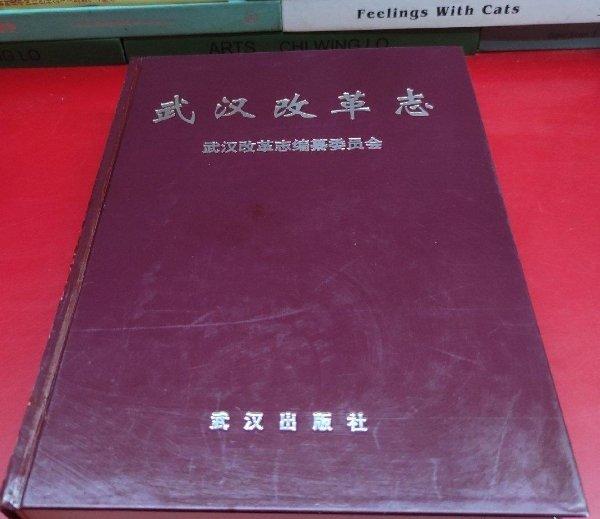 Feelings With Cats
ARTS CHI WING LO
武汉改革志
武汉改革志编纂委员会
武汉出版社